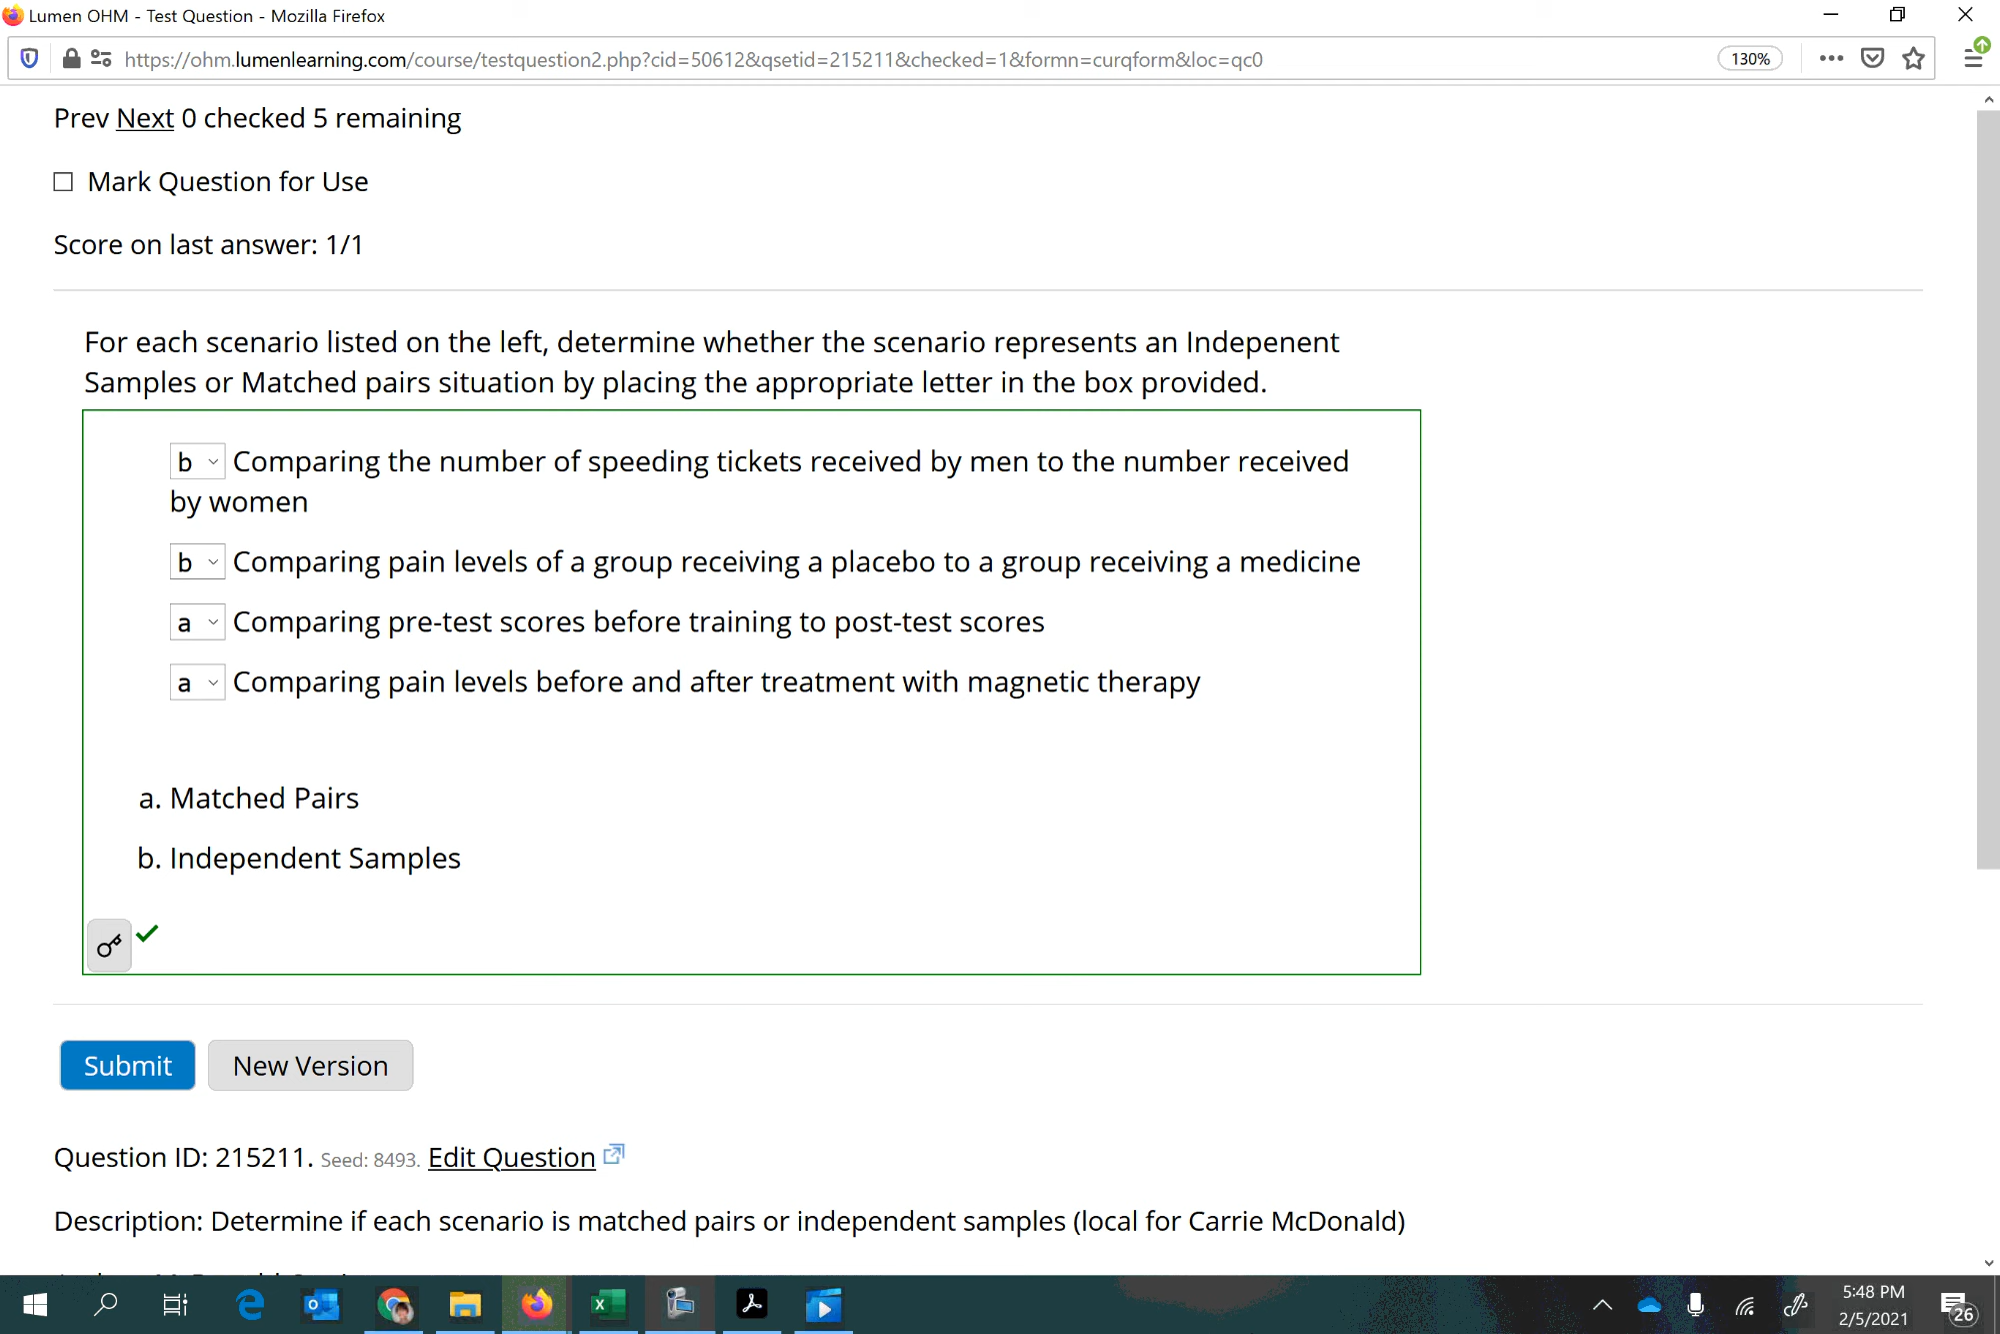 Lumen OHM - Test Question - Mozilla Firefox
https://ohm.lumenlearning.com/course/testquestion2.php?cid=50612&qsetid=215211&checked=1&formn=curqform&loc=qc0
130%
Prev Next 0 checked 5 remaining
Mark Question for Use
Score on last answer: 1/1
For each scenario listed on the left, determine whether the scenario represents an Indepenent
Samples or Matched pairs situation by placing the appropriate letter in the box provided.
b Comparing the number of speeding tickets received by men to the number received
by women
b Comparing pain levels of a group receiving a placebo to a group receiving a medicine
a Comparing pre-test scores before training to post-test scores
a Comparing pain levels before and after treatment with magnetic therapy
a. Matched Pairs
b. Independent Samples
Submit New Version
Question ID: 215211. Seed: 8493. Edit Question
Description: Determine if each scenario is matched pairs or independent samples (local for Carrie McDonald)
5:48 PM
2/5/2021
26